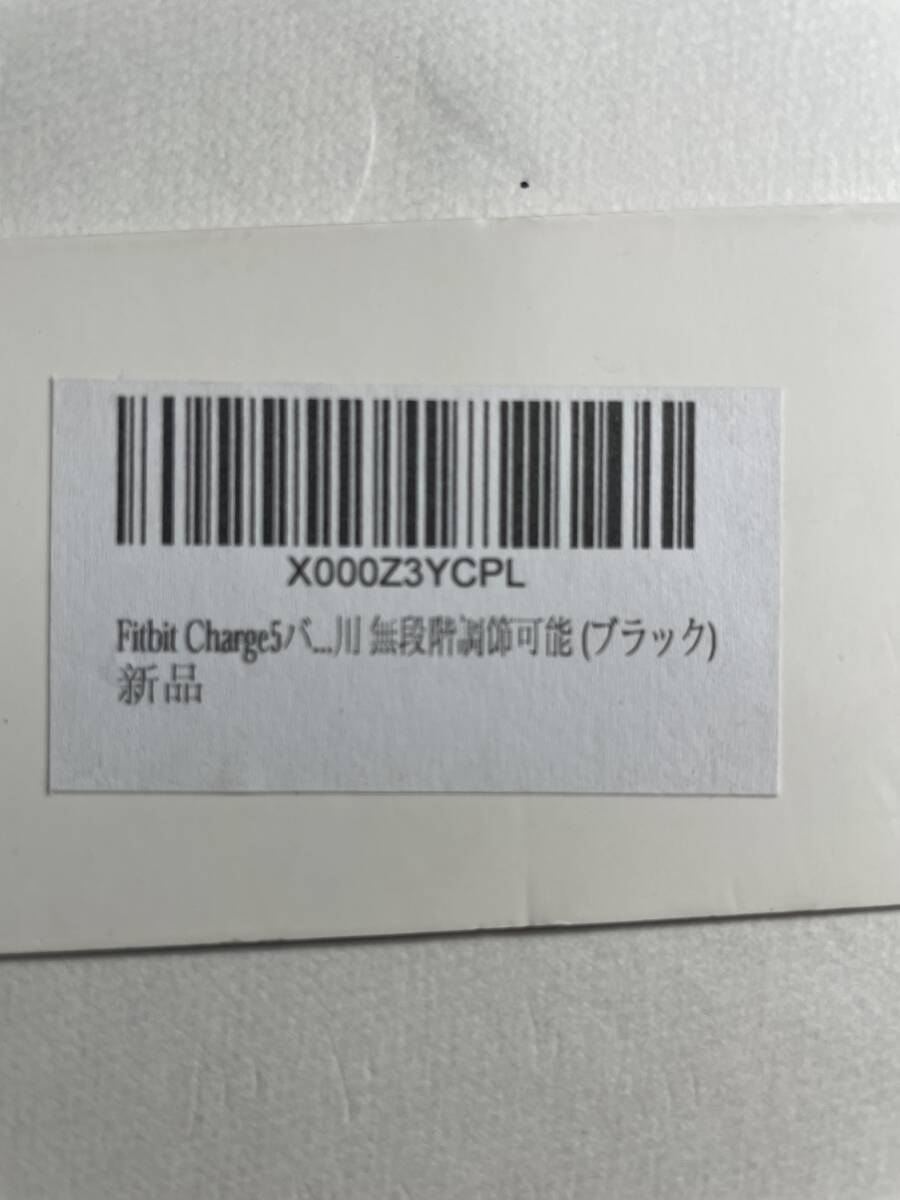 X000Z3YCPL
Fitbit Charge5バ...川 無段階調節可能 (ブラック)
新品